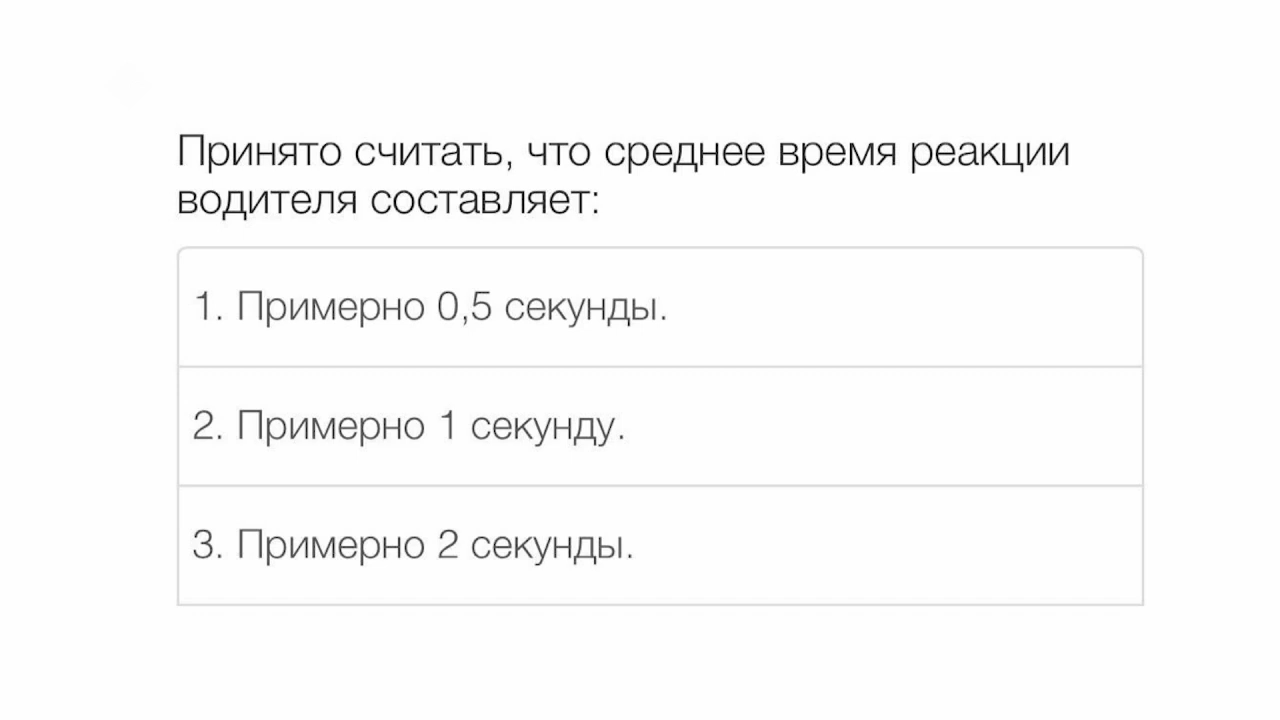 Принято считать, что среднее время реакции
водителя составляет:
1. Примерно 0,5 секунды.
2. Примерно 1 секунду.
3. Примерно 2 секунды.